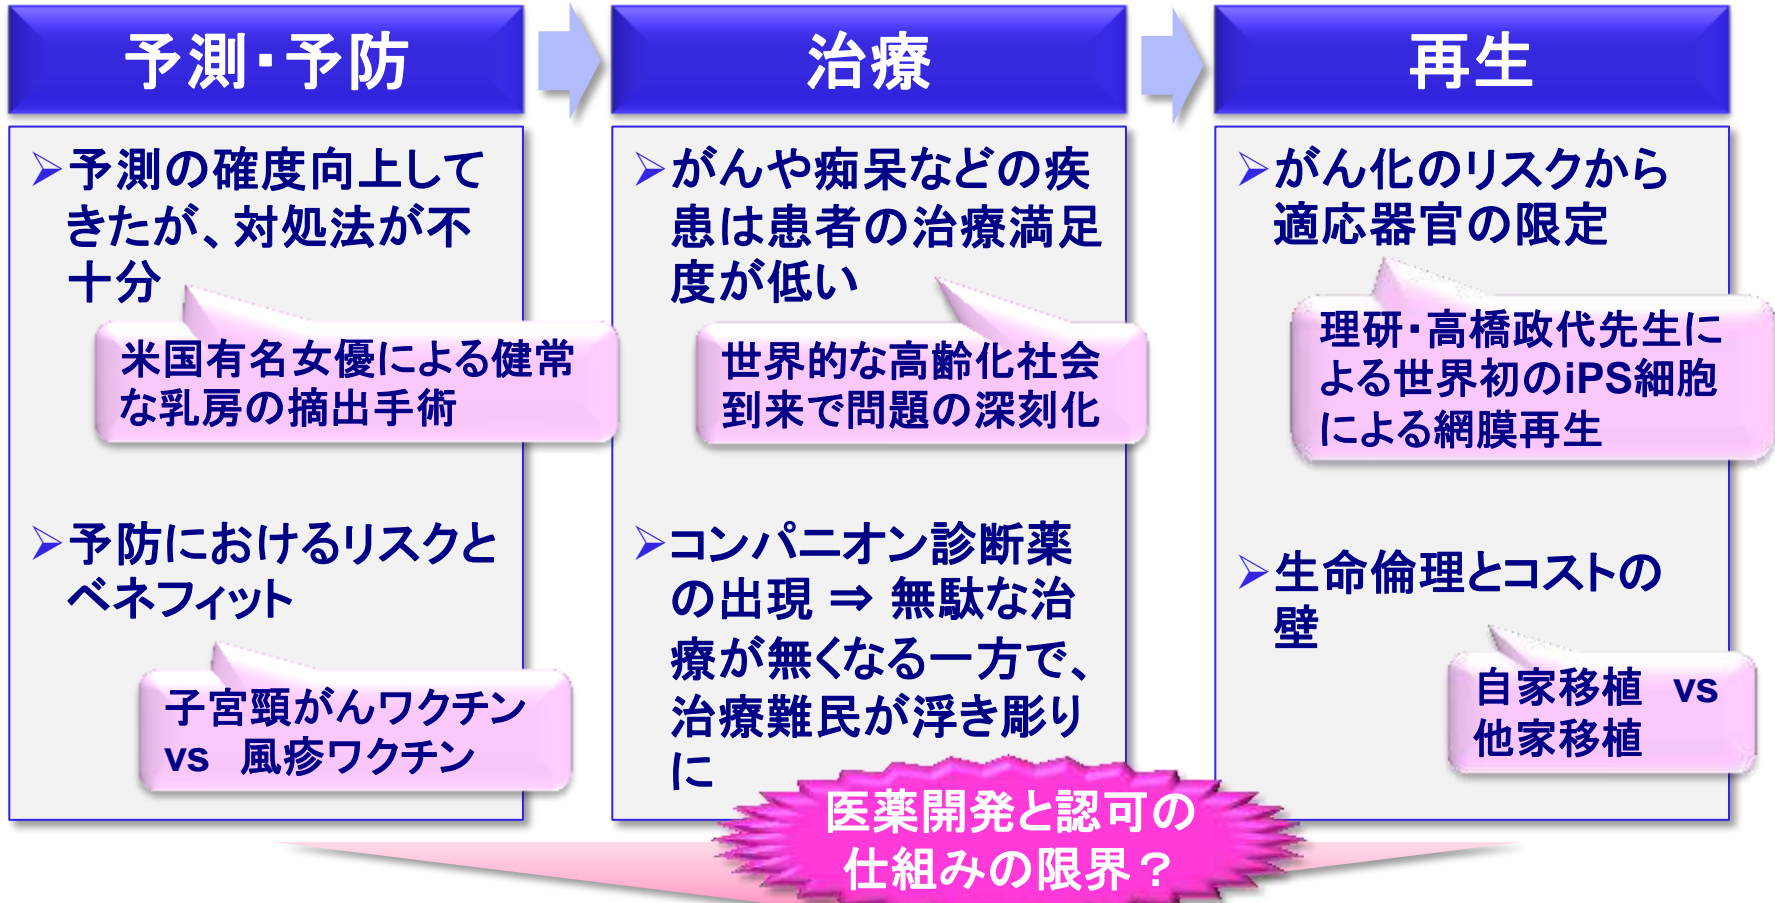 予測・予防
➢予測の確度向上して
きたが、対処法が不
十分
米国有名女優による健常
な乳房の摘出手術
➢予防におけるリスクと
ベネフィット
子宮頸がんワクチン
vs 風疹ワクチン
治療
➢がんや痴呆などの疾
患は患者の治療満足
度が低い
世界的な高齢化社会
到来で問題の深刻化
➢コンパニオン診断薬
の出現 ⇒ 無駄な治
療が無くなる一方で、
治療難民が浮き彫り
に
再生
➢がん化のリスクから
適応器官の限定
理研・高橋政代先生に
よる世界初のiPS細胞
による網膜再生
➢生命倫理とコストの
壁
自家移植 vs
他家移植
医薬開発と認可の
仕組みの限界？